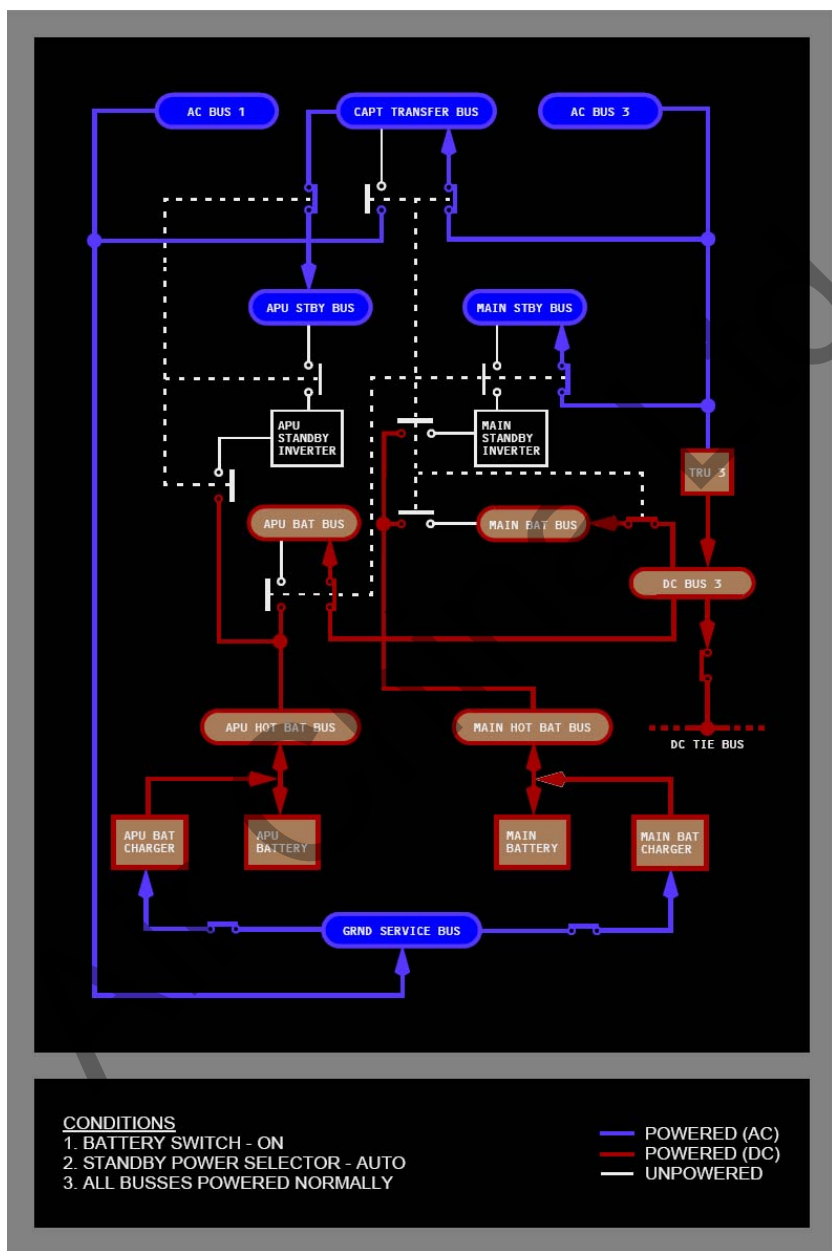 AC BUS 1
CAPT TRANSFER BUS
AC BUS 3
APU STBY BUS
MAIN STBY BUS
APU
STANDBY
INVERTER
MAIN
STANDBY
INVERTER
TRU 3
APU BAT BUS
MAIN BAT BUS
DC BUS 3
APU HOT BAT BUS
MAIN HOT BAT BUS
DC TIE BUS
APU BAT
CHARGER
APU
BATTERY
MAIN
BATTERY
MAIN BAT
CHARGER
GRND SERVICE BUS
CONDITIONS
1. BATTERY SWITCH - ON
2. STANDBY POWER SELECTOR - AUTO
3. ALL BUSSES POWERED NORMALLY
POWERED (AC)
POWERED (DC)
UNPOWERED